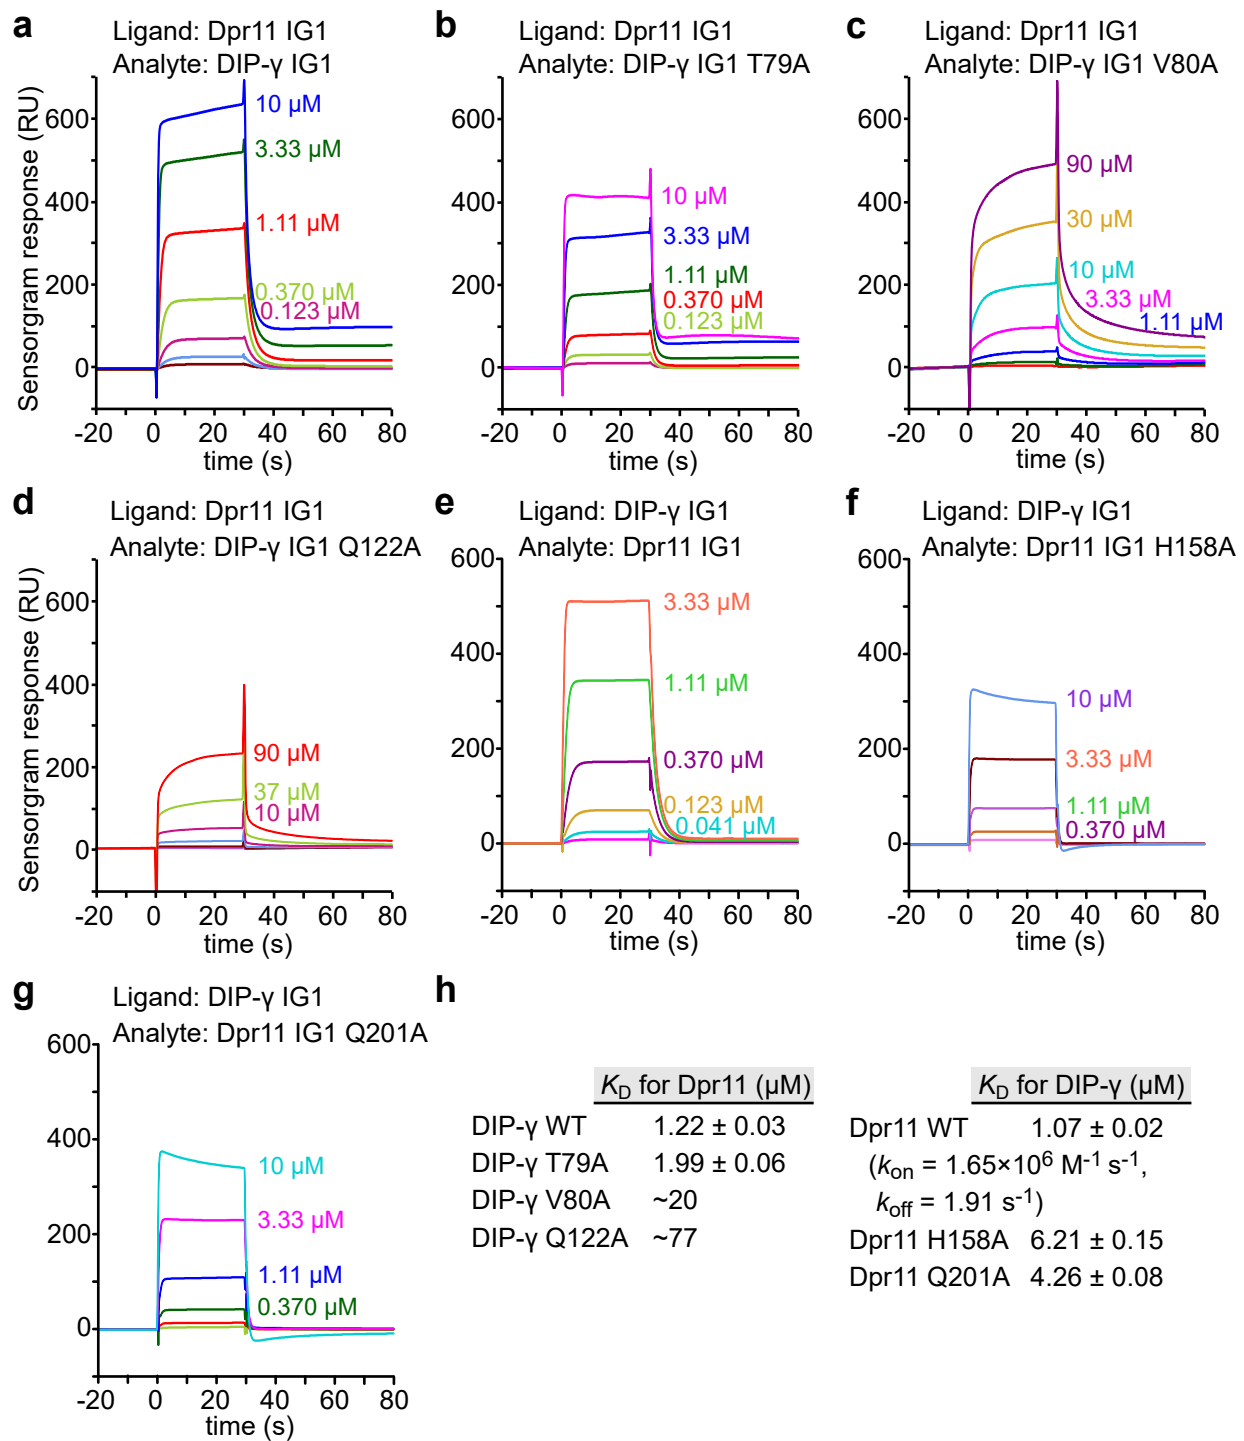 a
Ligand: Dpr11 IG1
Analyte: DIP-γ IG1
Sensorgram response (RU)
600
400
200
0
10 μM
3.33 μM
1.11 μM
0.370 μM
0.123 μM
-20 0 20 40 60 80
time (s)
b
Ligand: Dpr11 IG1
Analyte: DIP-γ IG1 T79A
10 μM
3.33 μM
1.11 μM
0.370 μM
0.123 μM
-20 0 20 40 60 80
time (s)
c
Ligand: Dpr11 IG1
Analyte: DIP-γ IG1 V80A
600
400
200
0
90 μM
30 μM
10 μM
3.33 μM
1.11 μM
-20 0 20 40 60 80
time (s)
d
Ligand: Dpr11 IG1
Analyte: DIP-γ IG1 Q122A
Sensorgram response (RU)
600
400
200
0
90 μM
37 μM
10 μM
-20 0 20 40 60 80
time (s)
e
Ligand: DIP-γ IG1
Analyte: Dpr11 IG1
600
400
200
0
3.33 μM
1.11 μM
0.370 μM
0.123 μM
0.041 μM
-20 0 20 40 60 80
time (s)
f
Ligand: DIP-γ IG1
Analyte: Dpr11 IG1 H158A
600
400
200
0
10 μM
3.33 μM
1.11 μM
0.370 μM
-20 0 20 40 60 80
time (s)
g
Ligand: DIP-γ IG1
Analyte: Dpr11 IG1 Q201A
600
400
200
0
10 μM
3.33 μM
1.11 μM
0.370 μM
-20 0 20 40 60 80
time (s)
h
K_D for Dpr11 (μM)
DIP-γ WT 1.22 ± 0.03
DIP-γ T79A 1.99 ± 0.06
DIP-γ V80A ~20
DIP-γ Q122A ~77
K_D for DIP-γ (μM)
Dpr11 WT 1.07 ± 0.02
(k_on = 1.65×10⁶ M⁻¹ s⁻¹,
k_off = 1.91 s⁻¹)
Dpr11 H158A 6.21 ± 0.15
Dpr11 Q201A 4.26 ± 0.08